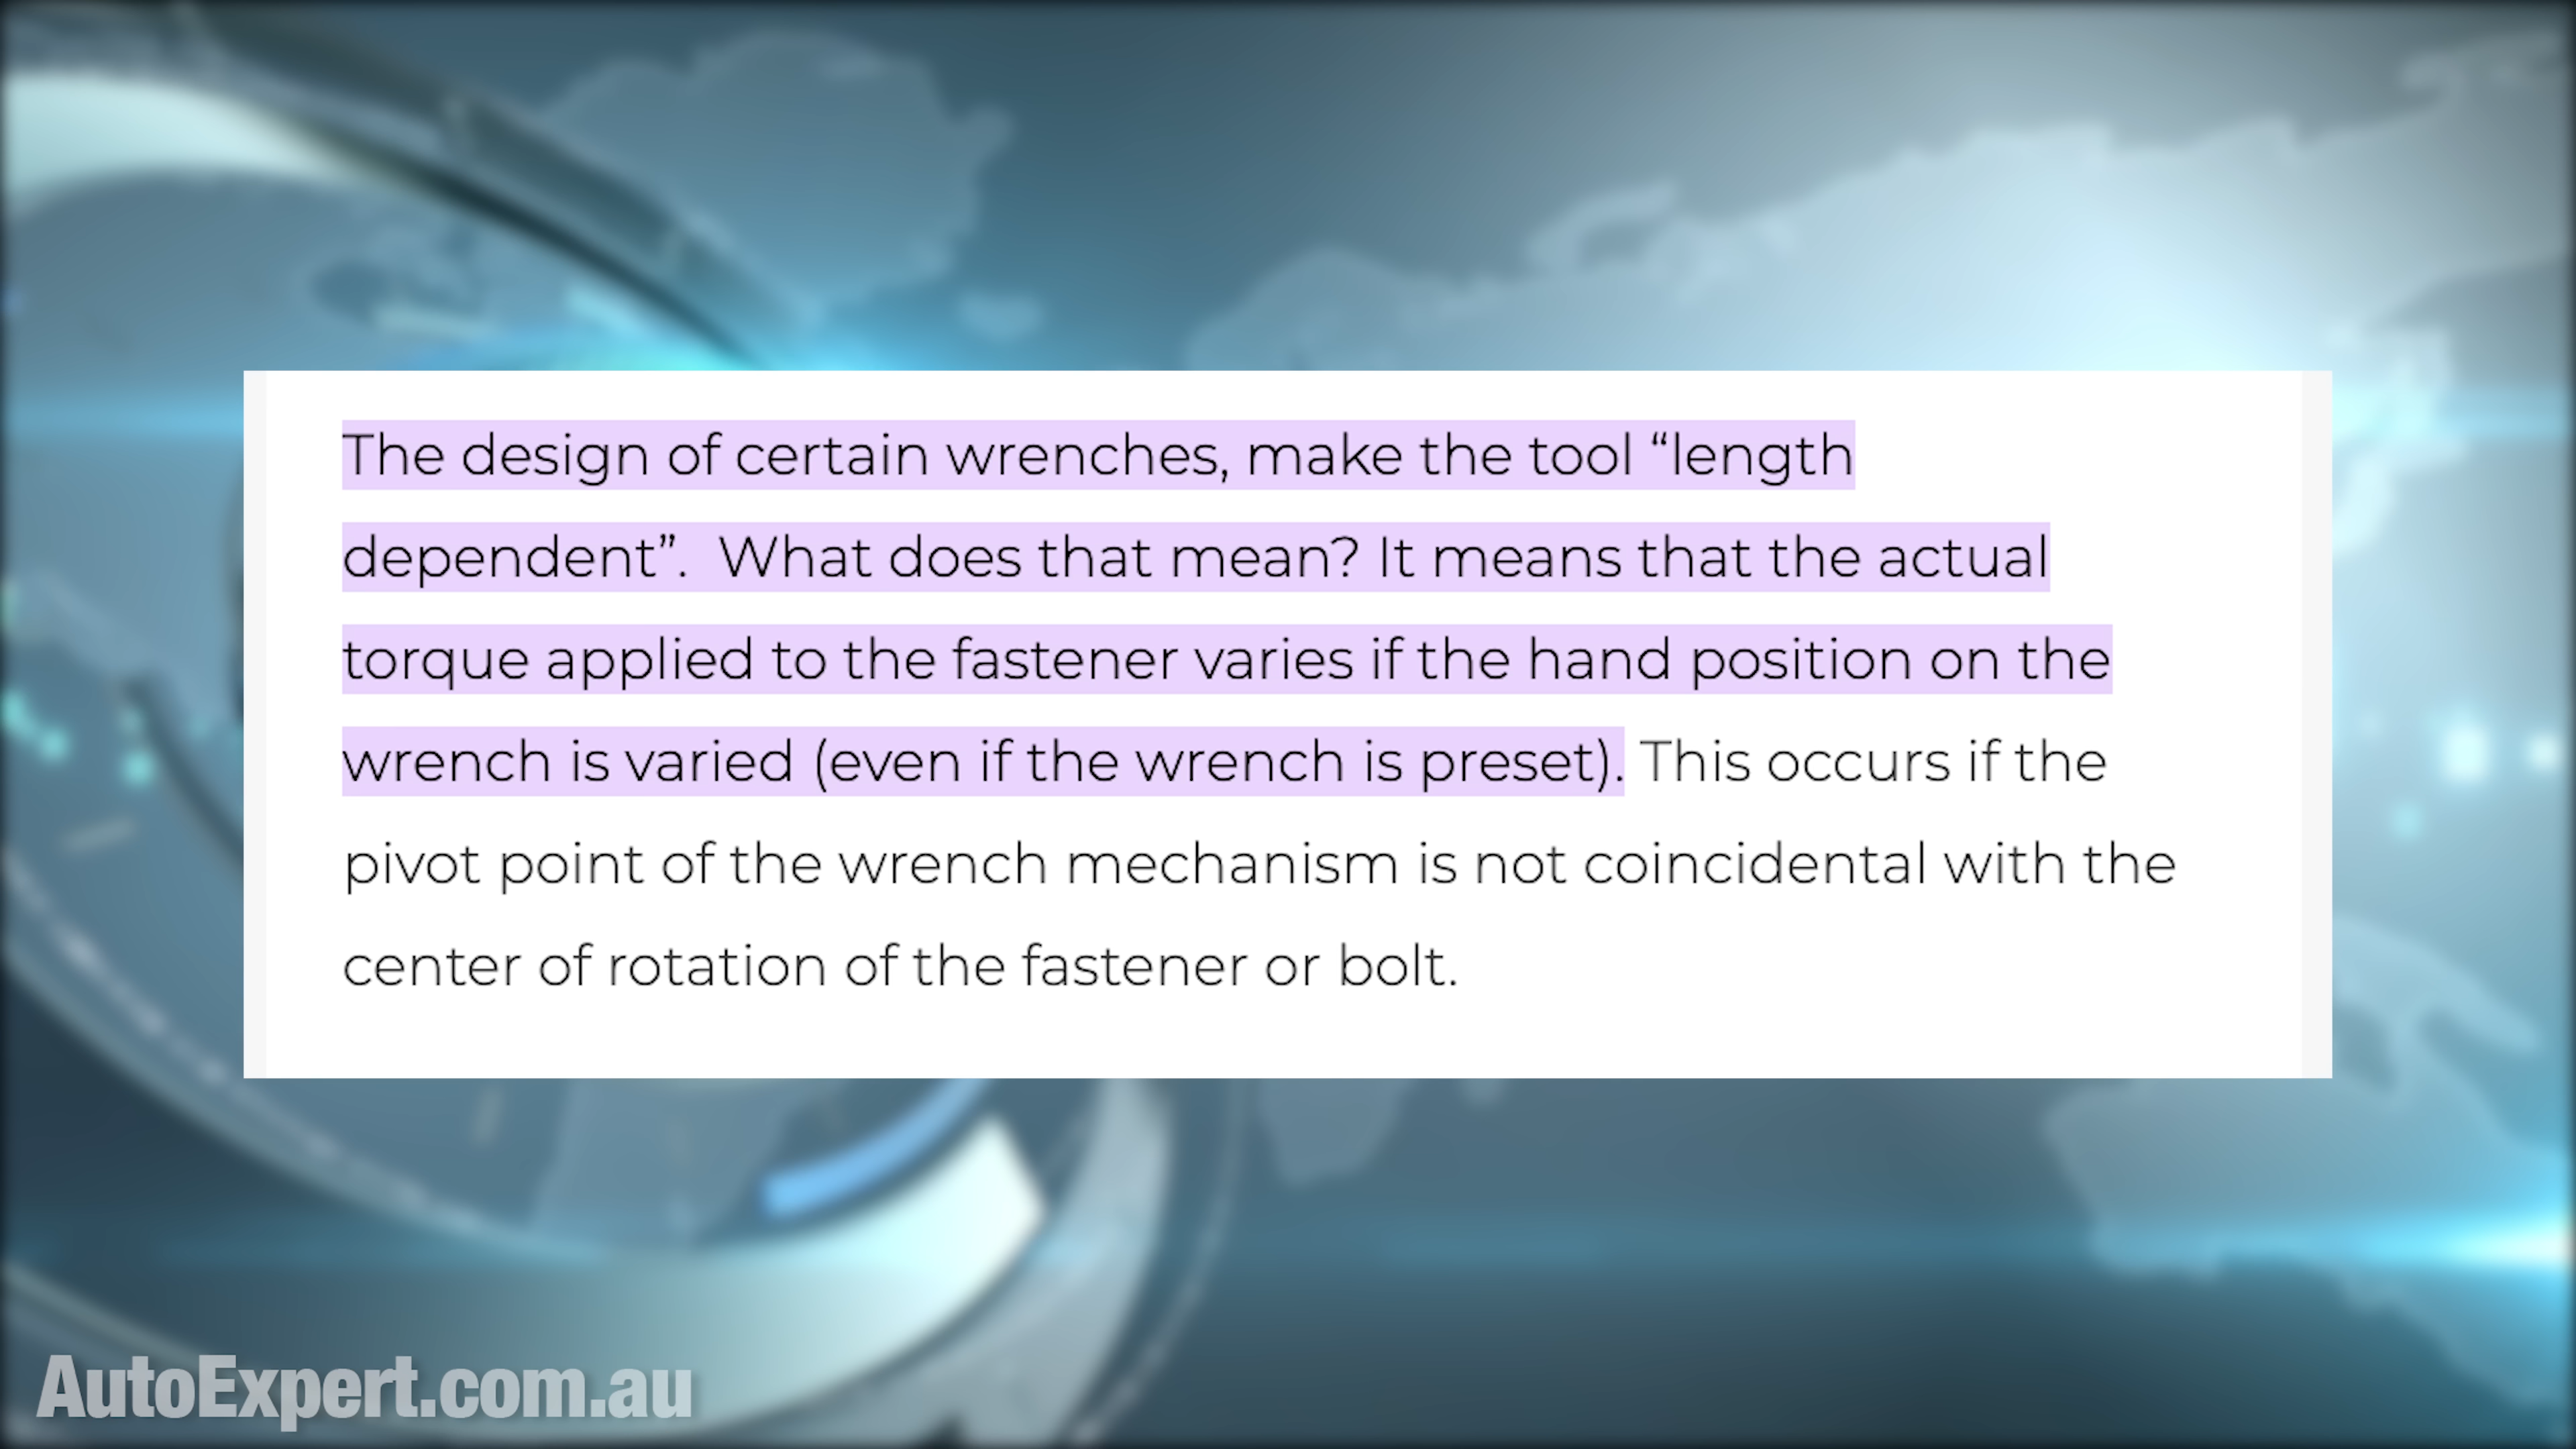 The design of certain wrenches, make the tool “length
dependent”.  What does that mean? It means that the actual
torque applied to the fastener varies if the hand position on the
wrench is varied (even if the wrench is preset). This occurs if the
pivot point of the wrench mechanism is not coincidental with the
center of rotation of the fastener or bolt.
AutoExpert.com.au